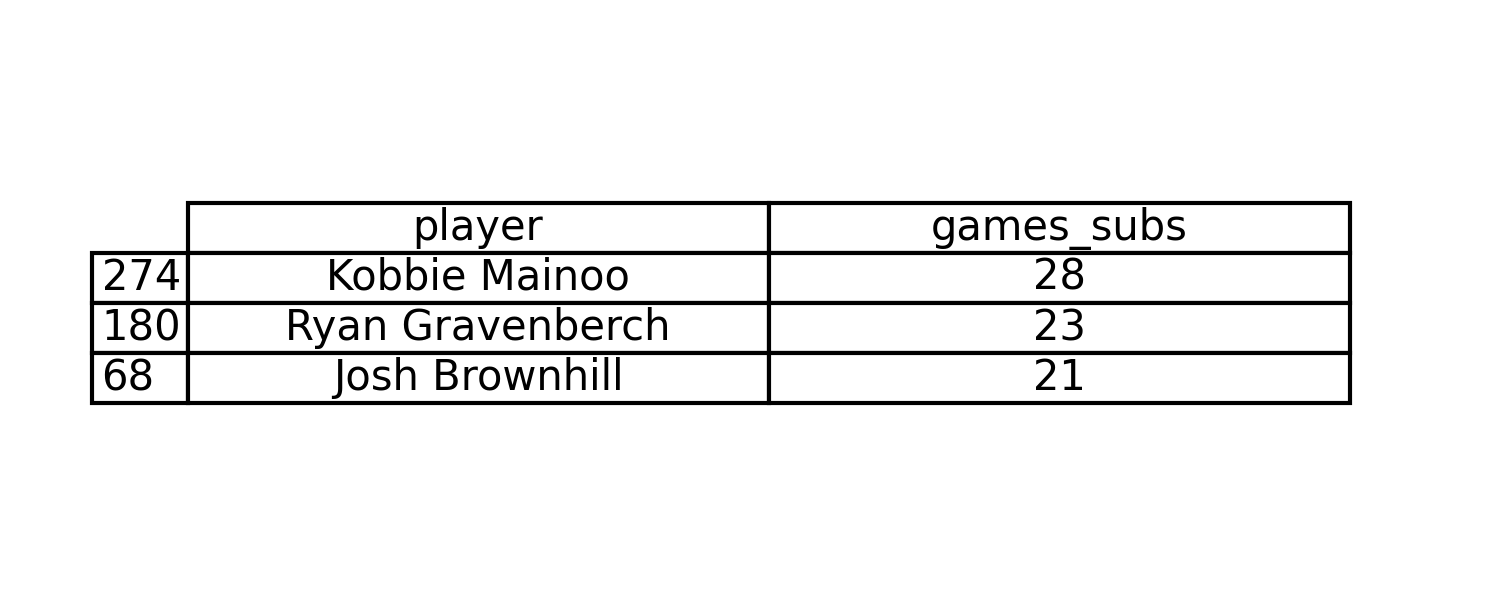 player games_subs
274 Kobbie Mainoo 28
180 Ryan Gravenberch 23
68 Josh Brownhill 21